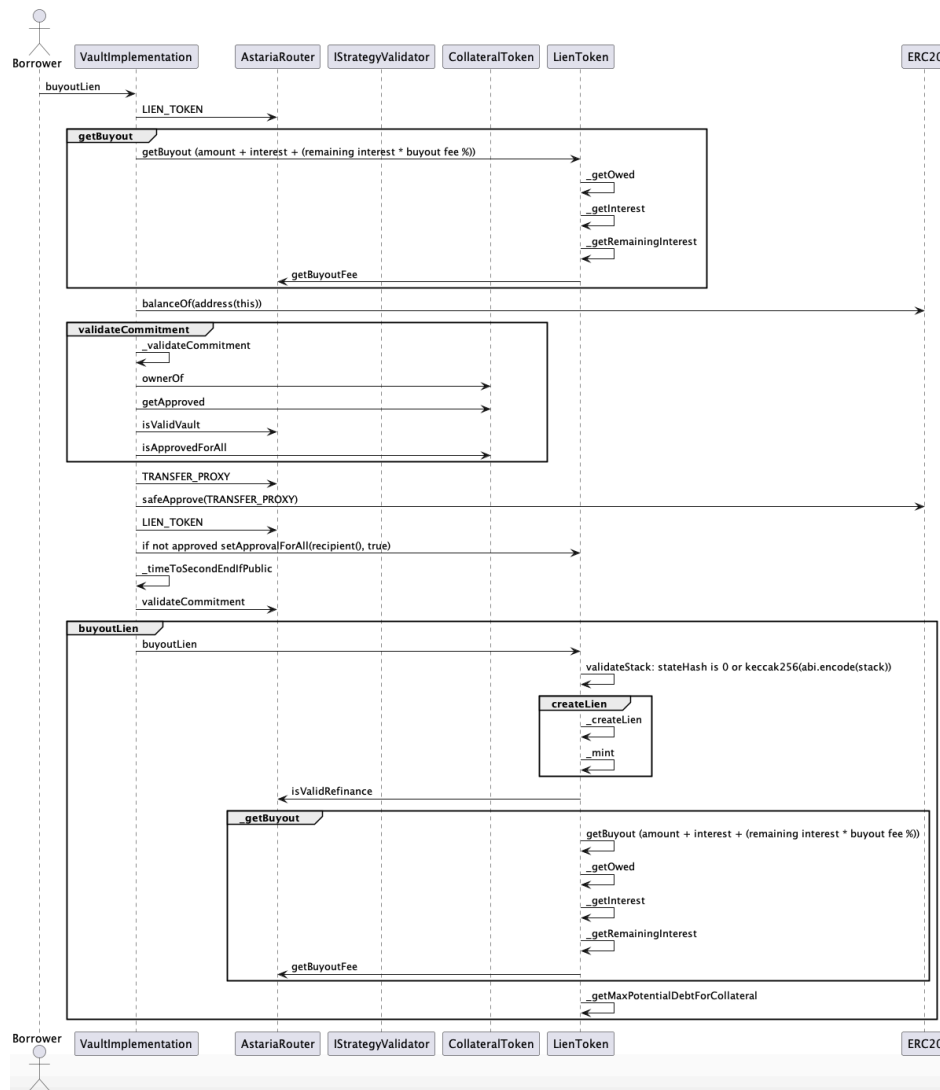 Borrower
VaultImplementation
AstariaRouter
IStrategyValidator
CollateralToken
LienToken
ERC20
buyoutLien
LIEN_TOKEN
getBuyout
getBuyout (amount + interest + (remaining interest * buyout fee %))
_getOwed
_getInterest
_getRemainingInterest
getBuyoutFee
balanceOf(address(this))
validateCommitment
_validateCommitment
ownerOf
getApproved
isValidVault
isApprovedForAll
TRANSFER_PROXY
safeApprove(TRANSFER_PROXY)
LIEN_TOKEN
if not approved setApprovalForAll(recipient(), true)
_timeToSecondEndIfPublic
validateCommitment
buyoutLien
buyoutLien
validateStack: stateHash is 0 or keccak256(abi.encode(stack))
createLien
_createLien
_mint
isValidRefinance
_getBuyout
getBuyout (amount + interest + (remaining interest * buyout fee %))
_getOwed
_getInterest
_getRemainingInterest
getBuyoutFee
_getMaxPotentialDebtForCollateral
Borrower
VaultImplementation
AstariaRouter
IStrategyValidator
CollateralToken
LienToken
ERC20